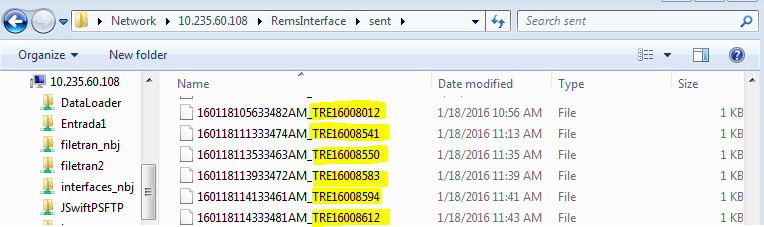 Network ▸ 10.235.60.108 ▸ RemsInterface ▸ sent ▸ Search sent
Organize New folder
10.235.60.108
DataLoader
Entrada1
filetran_nbj
filetran2
interfaces_nbj
JSwiftPSFTP
Name Date modified Type Size
160118105633482AM_TRE16008012 1/18/2016 10:56 AM File 1 KB
160118111333474AM_TRE16008541 1/18/2016 11:13 AM File 1 KB
160118113533463AM_TRE16008550 1/18/2016 11:35 AM File 1 KB
160118113933472AM_TRE16008583 1/18/2016 11:39 AM File 1 KB
160118114133461AM_TRE16008594 1/18/2016 11:41 AM File 1 KB
160118114333481AM_TRE16008612 1/18/2016 11:43 AM File 1 KB